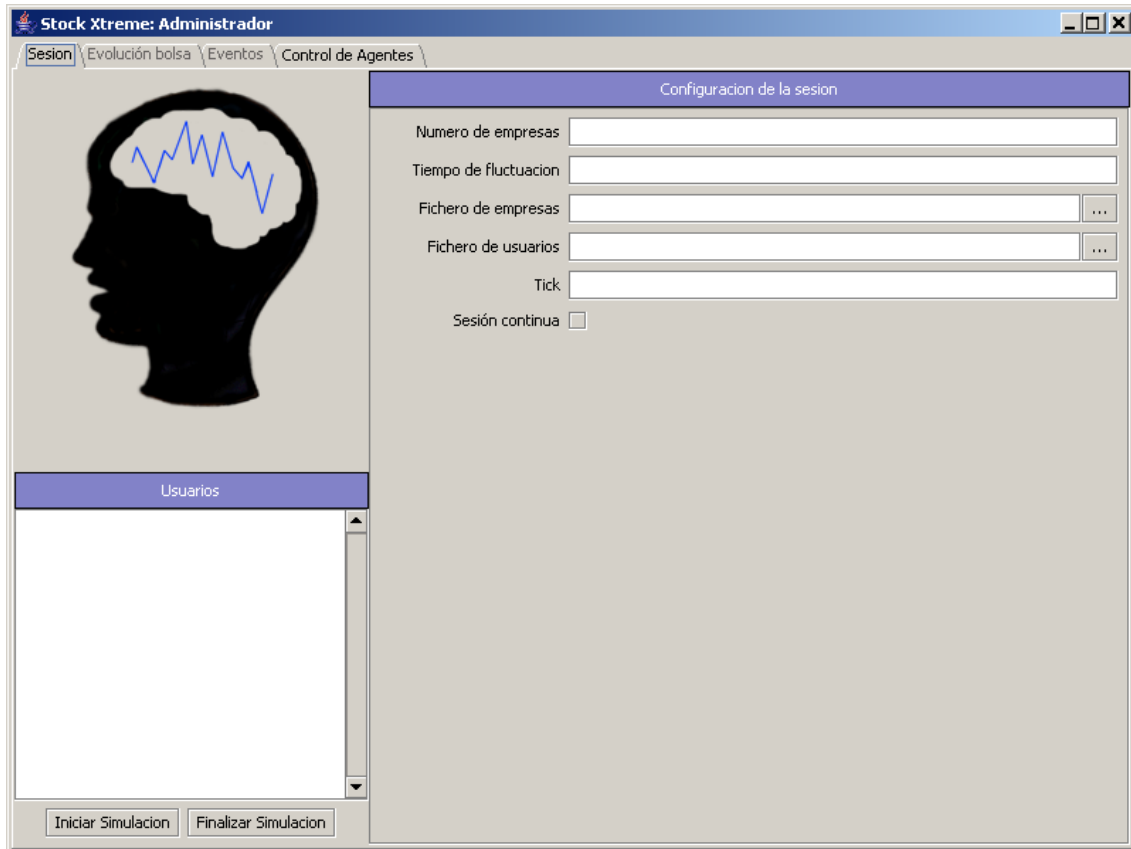 Stock Xtreme: Administrador
Sesion Evolución bolsa Eventos Control de Agentes
Configuracion de la sesion
Numero de empresas
Tiempo de fluctuacion
Fichero de empresas ...
Fichero de usuarios ...
Tick
Sesión continua
Usuarios
Iniciar Simulacion Finalizar Simulacion